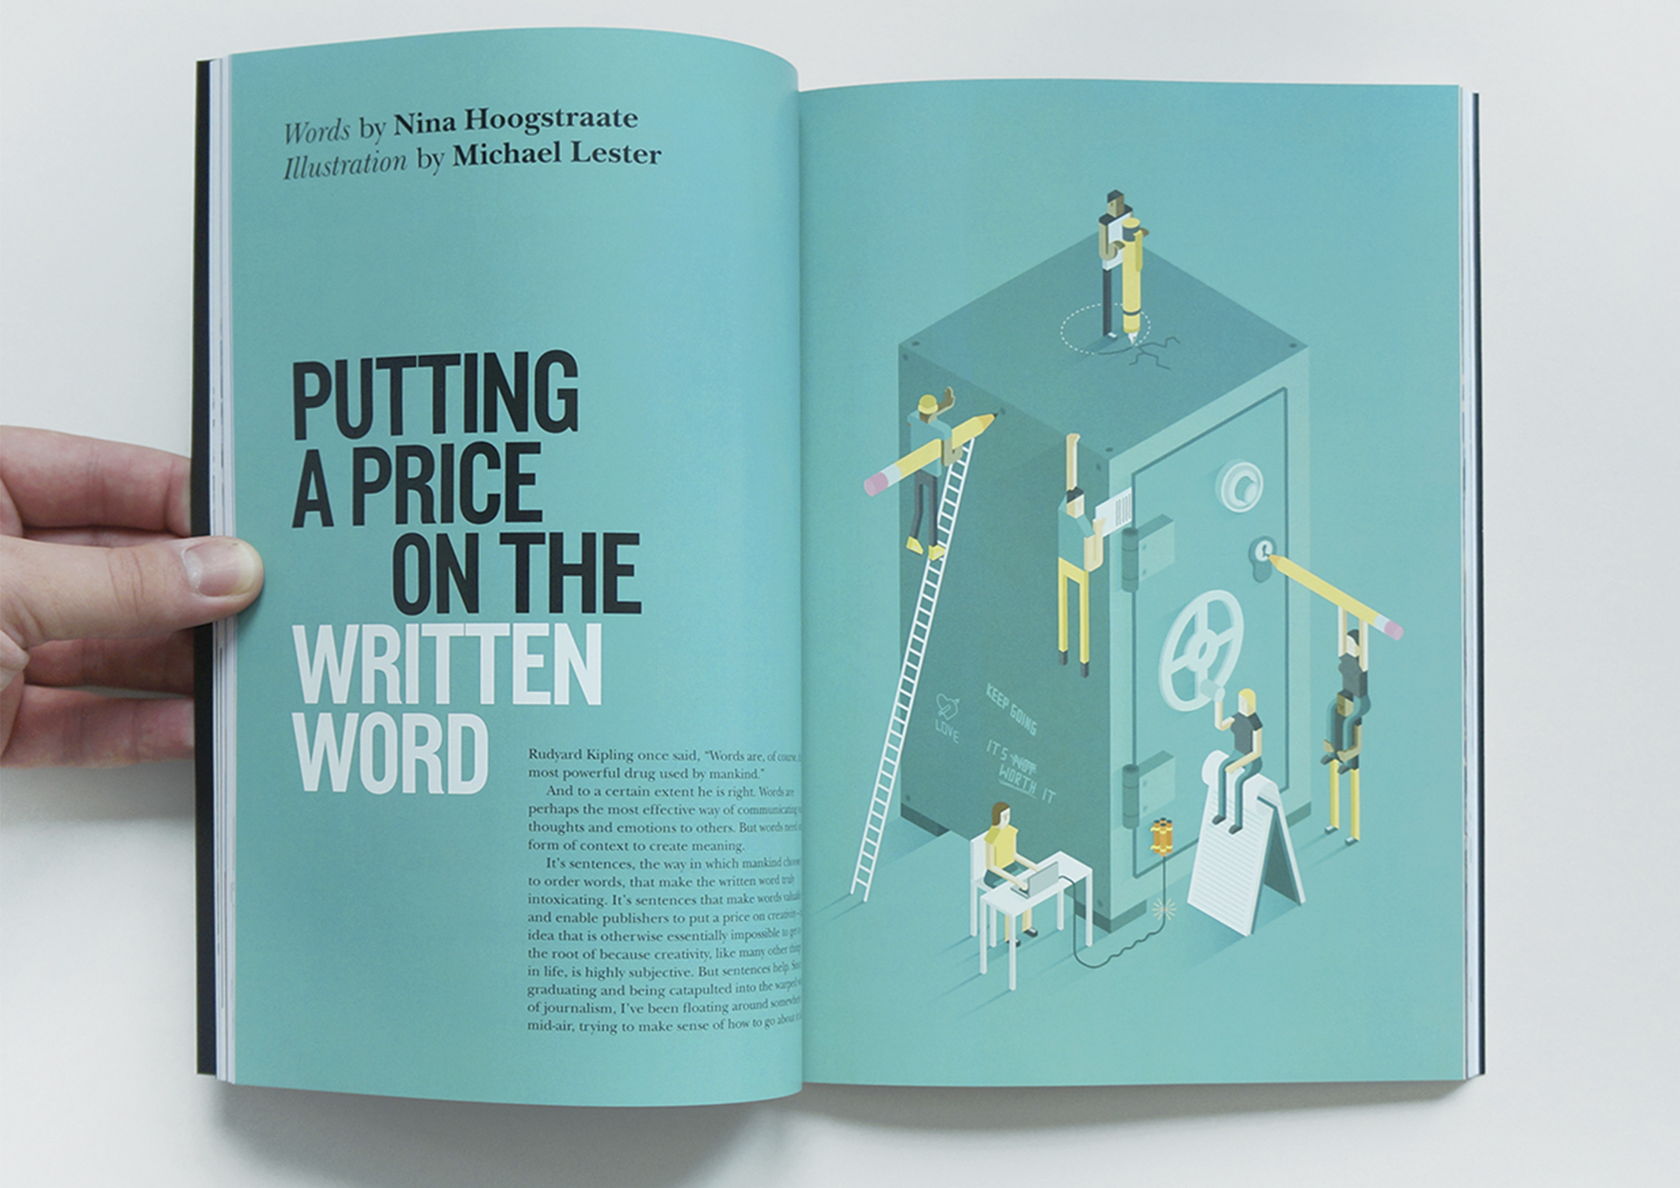 Words by Nina Hoogstraate
Illustration by Michael Lester
PUTTING
A PRICE
ON THE
WRITTEN
WORD
Rudyard Kipling once said, “Words are, of course,
most powerful drug used by mankind.”
And to a certain extent he is right. Words are
perhaps the most effective way of communicating
thoughts and emotions to others. But words need
form of context to create meaning.
It’s sentences, the way in which mankind
to order words, that make the written word truly
intoxicating. It’s sentences that make words
and enable publishers to put a price on creativity–
idea that is otherwise essentially impossible to get
the root of because creativity, like many other things
in life, is highly subjective. But sentences help.
graduating and being catapulted into the warped
of journalism, I’ve been floating around somewhere
mid-air, trying to make sense of how to go about
LOVE
KEEP GOING
IT'S NOT
WORTH IT